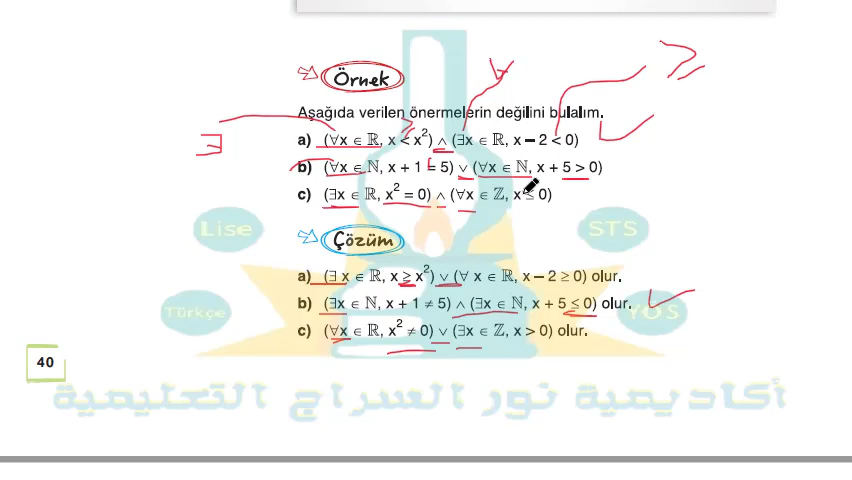 Örnek
Aşağıda verilen önermelerin değilini bulalım.
a) (∀x ∈ ℝ, x < x²) ∧ (∃x ∈ ℝ, x – 2 < 0)
b) (∀x ∈ ℕ, x + 1 = 5) ∨ (∀x ∈ ℕ, x + 5 > 0)
c) (∃x ∈ ℝ, x² = 0) ∧ (∀x ∈ ℤ, x ≤ 0)
∃
∀
≥
Çözüm
Lise
STS
a) (∃ x ∈ ℝ, x ≥ x²) ∨ (∀ x ∈ ℝ, x – 2 ≥ 0) olur.
b) (∃x ∈ ℕ, x + 1 ≠ 5) ∧ (∃x ∈ ℕ, x + 5 ≤ 0) olur.
Türkçe
YÖS
c) (∀x ∈ ℝ, x² ≠ 0) ∨ (∃x ∈ ℤ, x > 0) olur.
40
أكاديمية نور السراج التعليمية